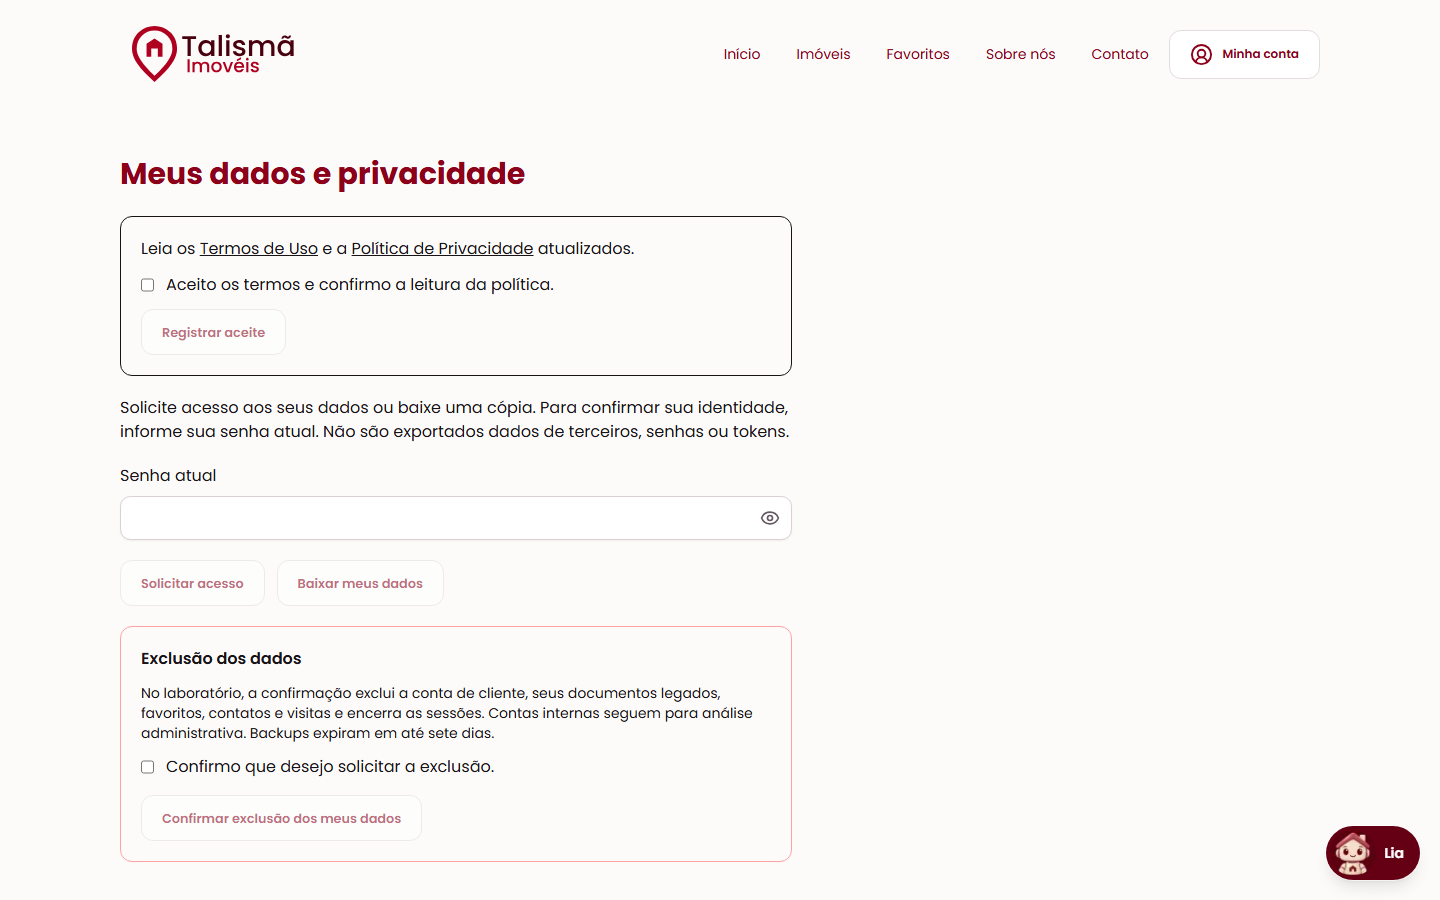 Talismã
Imovéis
Início
Imóveis
Favoritos
Sobre nós
Contato
Minha conta
Meus dados e privacidade
Leia os Termos de Uso e a Política de Privacidade atualizados.
Aceito os termos e confirmo a leitura da política.
Registrar aceite
Solicite acesso aos seus dados ou baixe uma cópia. Para confirmar sua identidade,
informe sua senha atual. Não são exportados dados de terceiros, senhas ou tokens.
Senha atual
Solicitar acesso
Baixar meus dados
Exclusão dos dados
No laboratório, a confirmação exclui a conta de cliente, seus documentos legados,
favoritos, contatos e visitas e encerra as sessões. Contas internas seguem para análise
administrativa. Backups expiram em até sete dias.
Confirmo que desejo solicitar a exclusão.
Confirmar exclusão dos meus dados
Lia